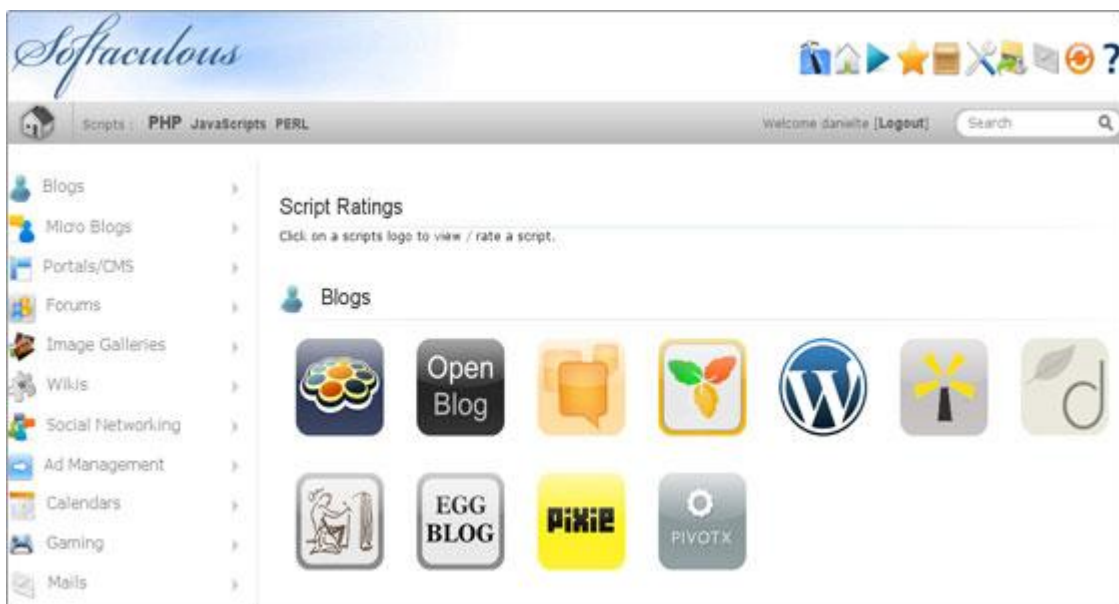 Softaculous
Scripts : PHP JavaScripts PERL
Welcome danielte [Logout]
Search
Blogs
Micro Blogs
Portals/CMS
Forums
Image Galleries
Wikis
Social Networking
Ad Management
Calendars
Gaming
Mails
Script Ratings
Click on a scripts logo to view / rate a script.
Blogs
Open
Blog
W
d
EGG
BLOG
PiXiE
PIVOTX